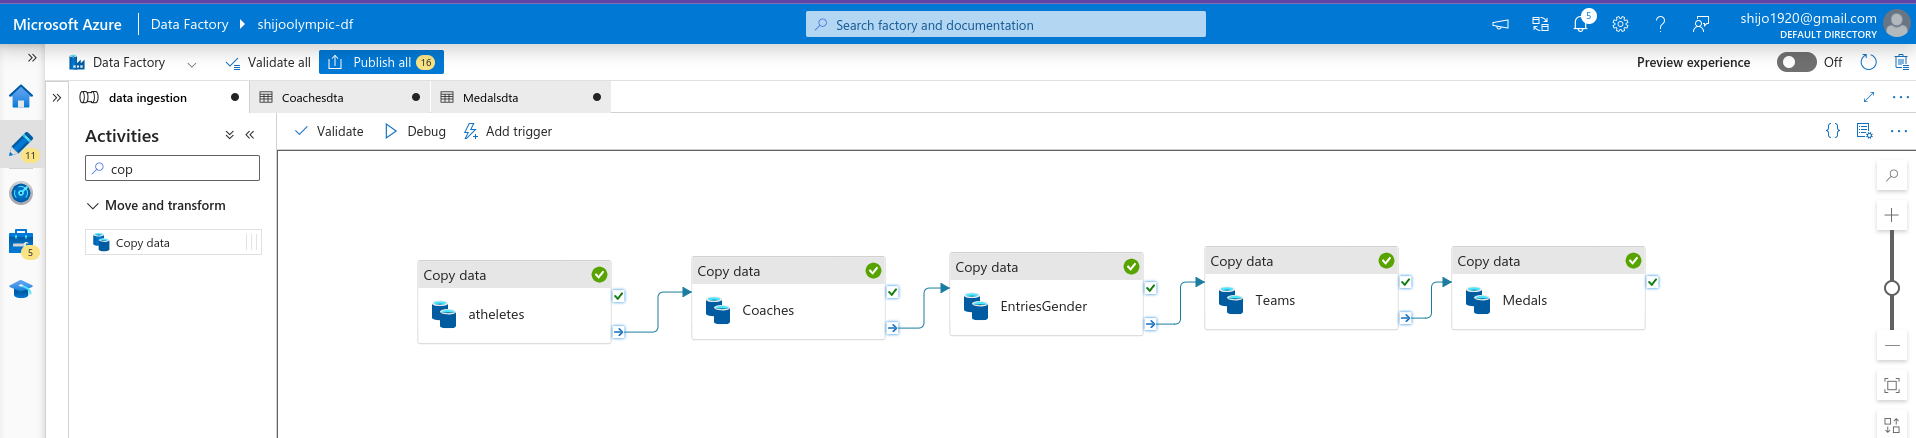 Microsoft Azure
Data Factory
shijoolympic-df
Search factory and documentation
5
shijo1920@gmail.com
DEFAULT DIRECTORY
Data Factory
Validate all
Publish all 16
Preview experience
Off
data ingestion
Coachesdta
Medalsdta
Activities
Validate
Debug
Add trigger
{}
11
cop
Move and transform
Copy data
5
Copy data
atheletes
Copy data
Coaches
Copy data
EntriesGender
Copy data
Teams
Copy data
Medals